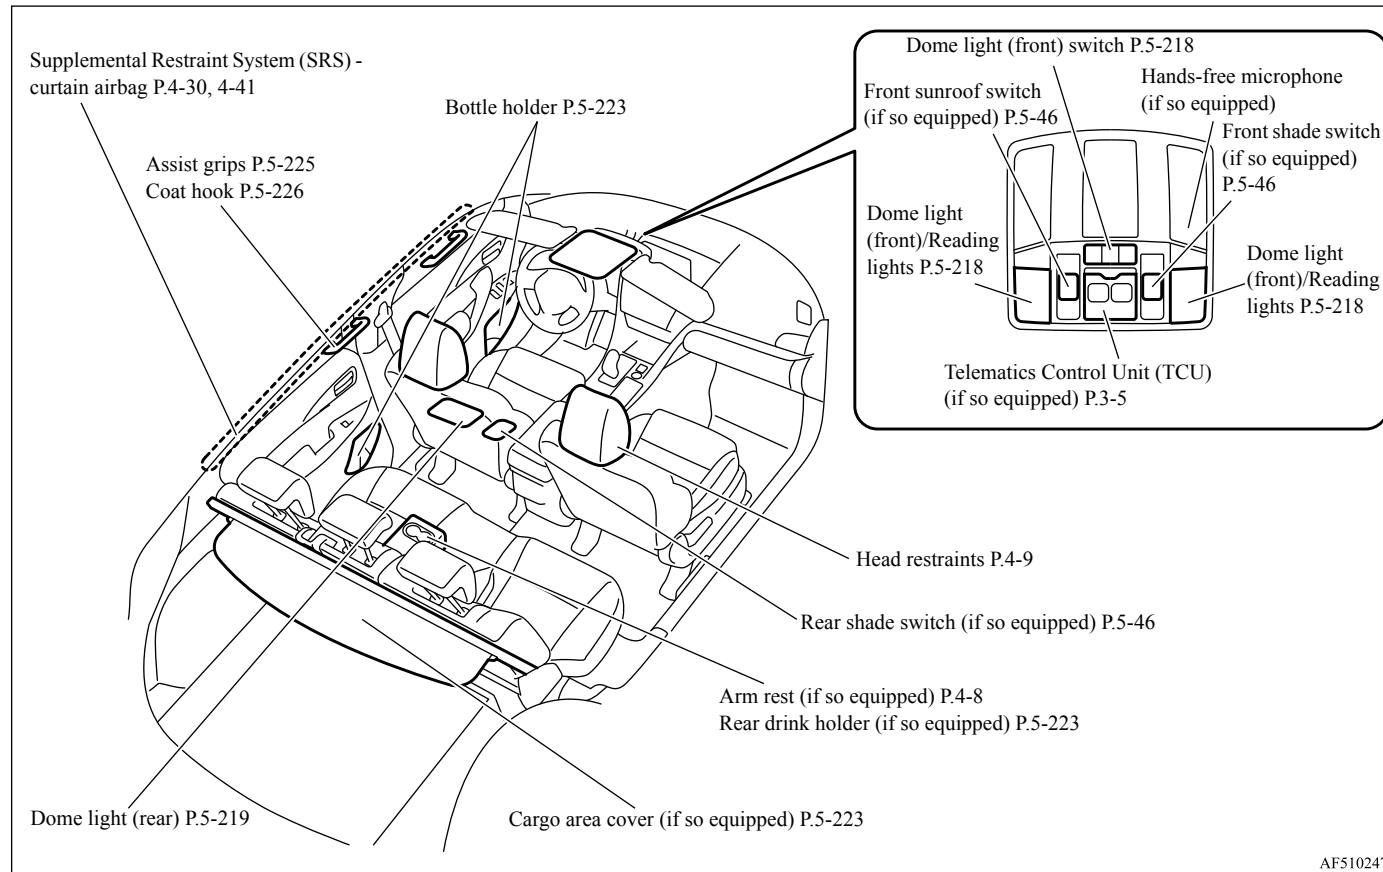 Supplemental Restraint System (SRS) -
curtain airbag P.4-30, 4-41
Bottle holder P.5-223
Assist grips P.5-225
Coat hook P.5-226
Dome light (front) switch P.5-218
Front sunroof switch
(if so equipped) P.5-46
Hands-free microphone
(if so equipped)
Front shade switch
(if so equipped)
P.5-46
Dome light
(front)/Reading
lights P.5-218
Dome light
(front)/Reading
lights P.5-218
Telematics Control Unit (TCU)
(if so equipped) P.3-5
Head restraints P.4-9
Rear shade switch (if so equipped) P.5-46
Arm rest (if so equipped) P.4-8
Rear drink holder (if so equipped) P.5-223
Dome light (rear) P.5-219
Cargo area cover (if so equipped) P.5-223
AF510247